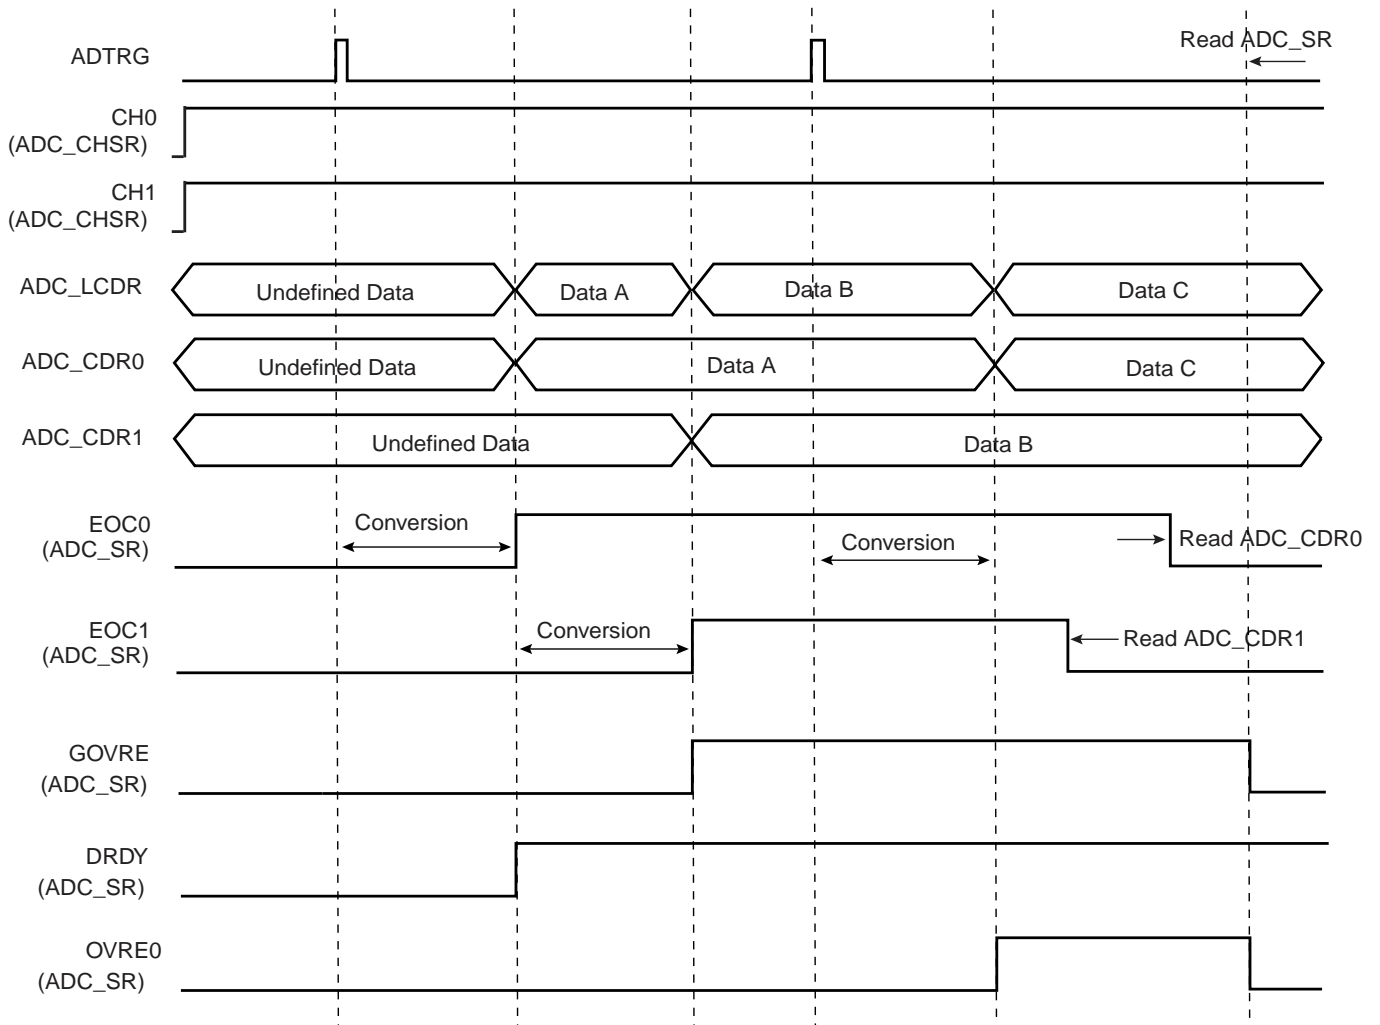 Read ADC_SR
ADTRG
CH0
(ADC_CHSR)
CH1
(ADC_CHSR)
ADC_LCDR
Undefined Data
Data A
Data B
Data C
ADC_CDR0
Undefined Data
Data A
Data C
ADC_CDR1
Undefined Data
Data B
EOC0
(ADC_SR)
Conversion
Conversion
Read ADC_CDR0
EOC1
(ADC_SR)
Conversion
Read ADC_CDR1
GOVRE
(ADC_SR)
DRDY
(ADC_SR)
OVRE0
(ADC_SR)